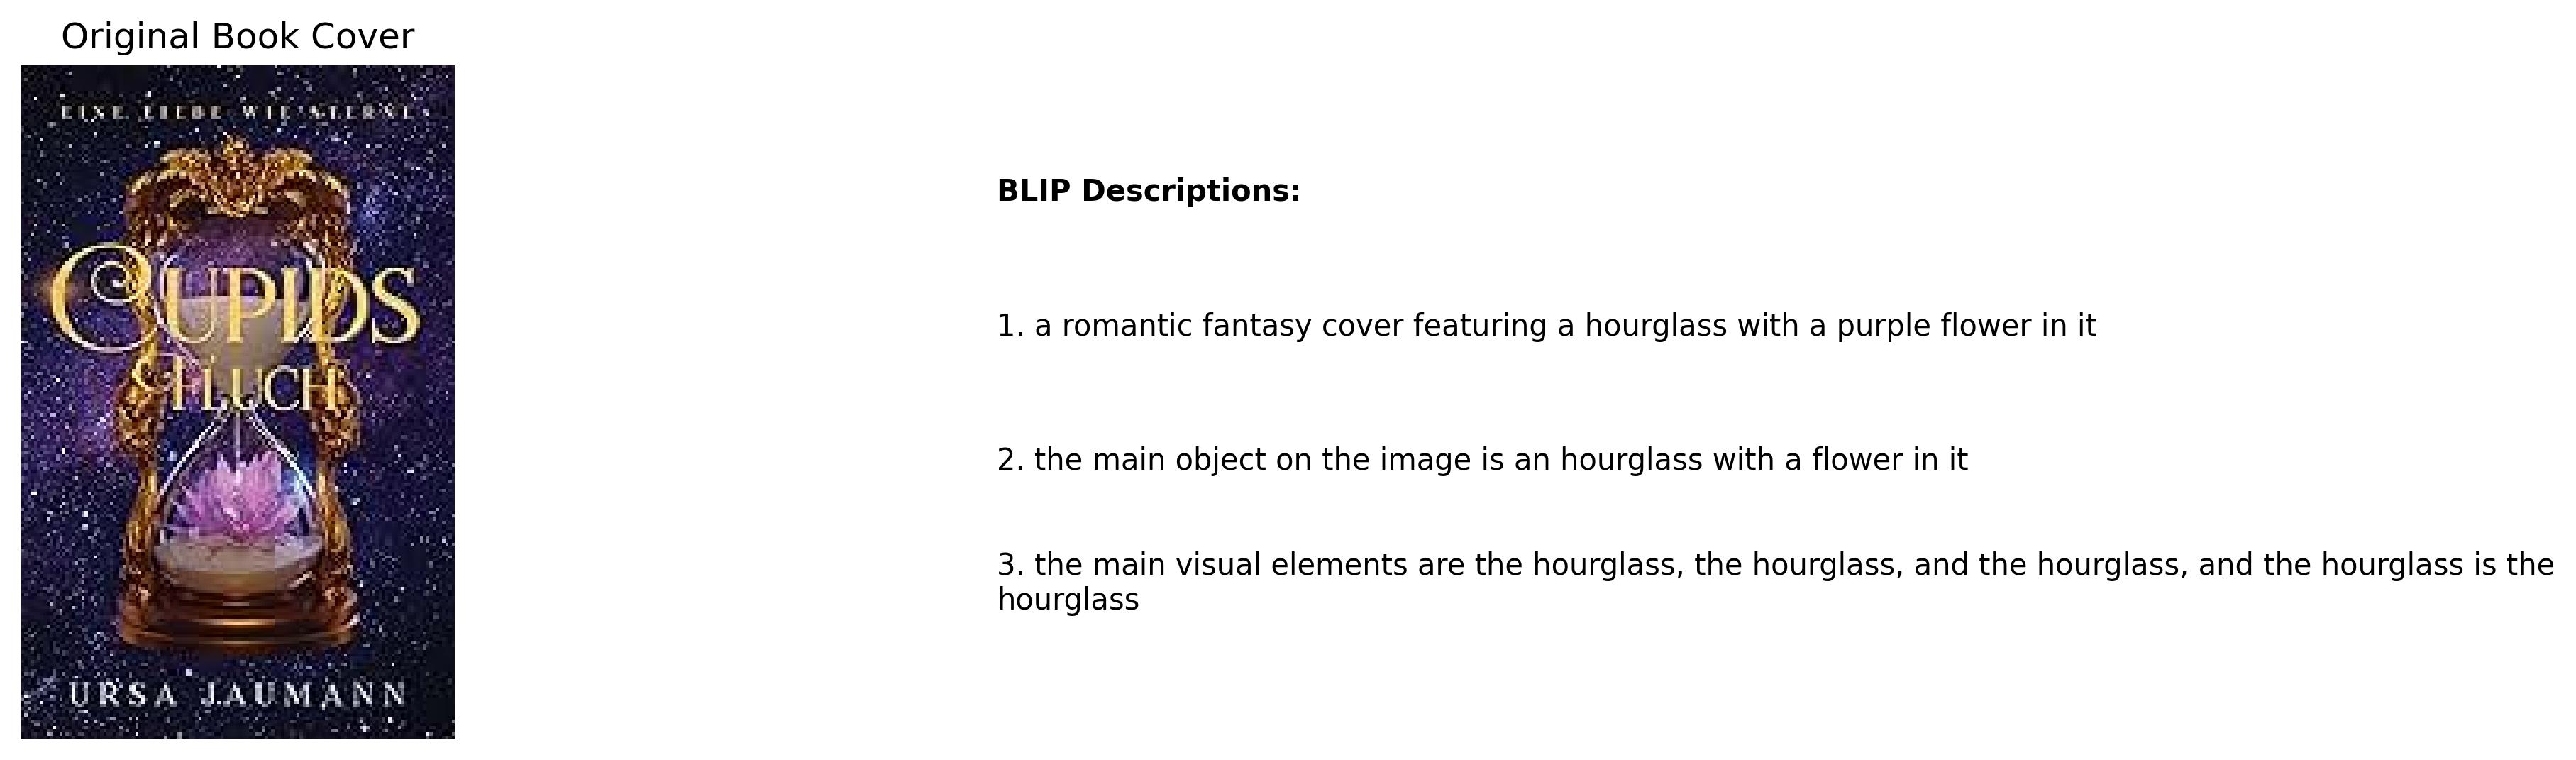 Original Book Cover
EINE LIEBE WIE STERNE
CUPIDS
FLUCH
URSA JAUMANN
BLIP Descriptions:
1. a romantic fantasy cover featuring a hourglass with a purple flower in it
2. the main object on the image is an hourglass with a flower in it
3. the main visual elements are the hourglass, the hourglass, and the hourglass, and the hourglass is the
hourglass